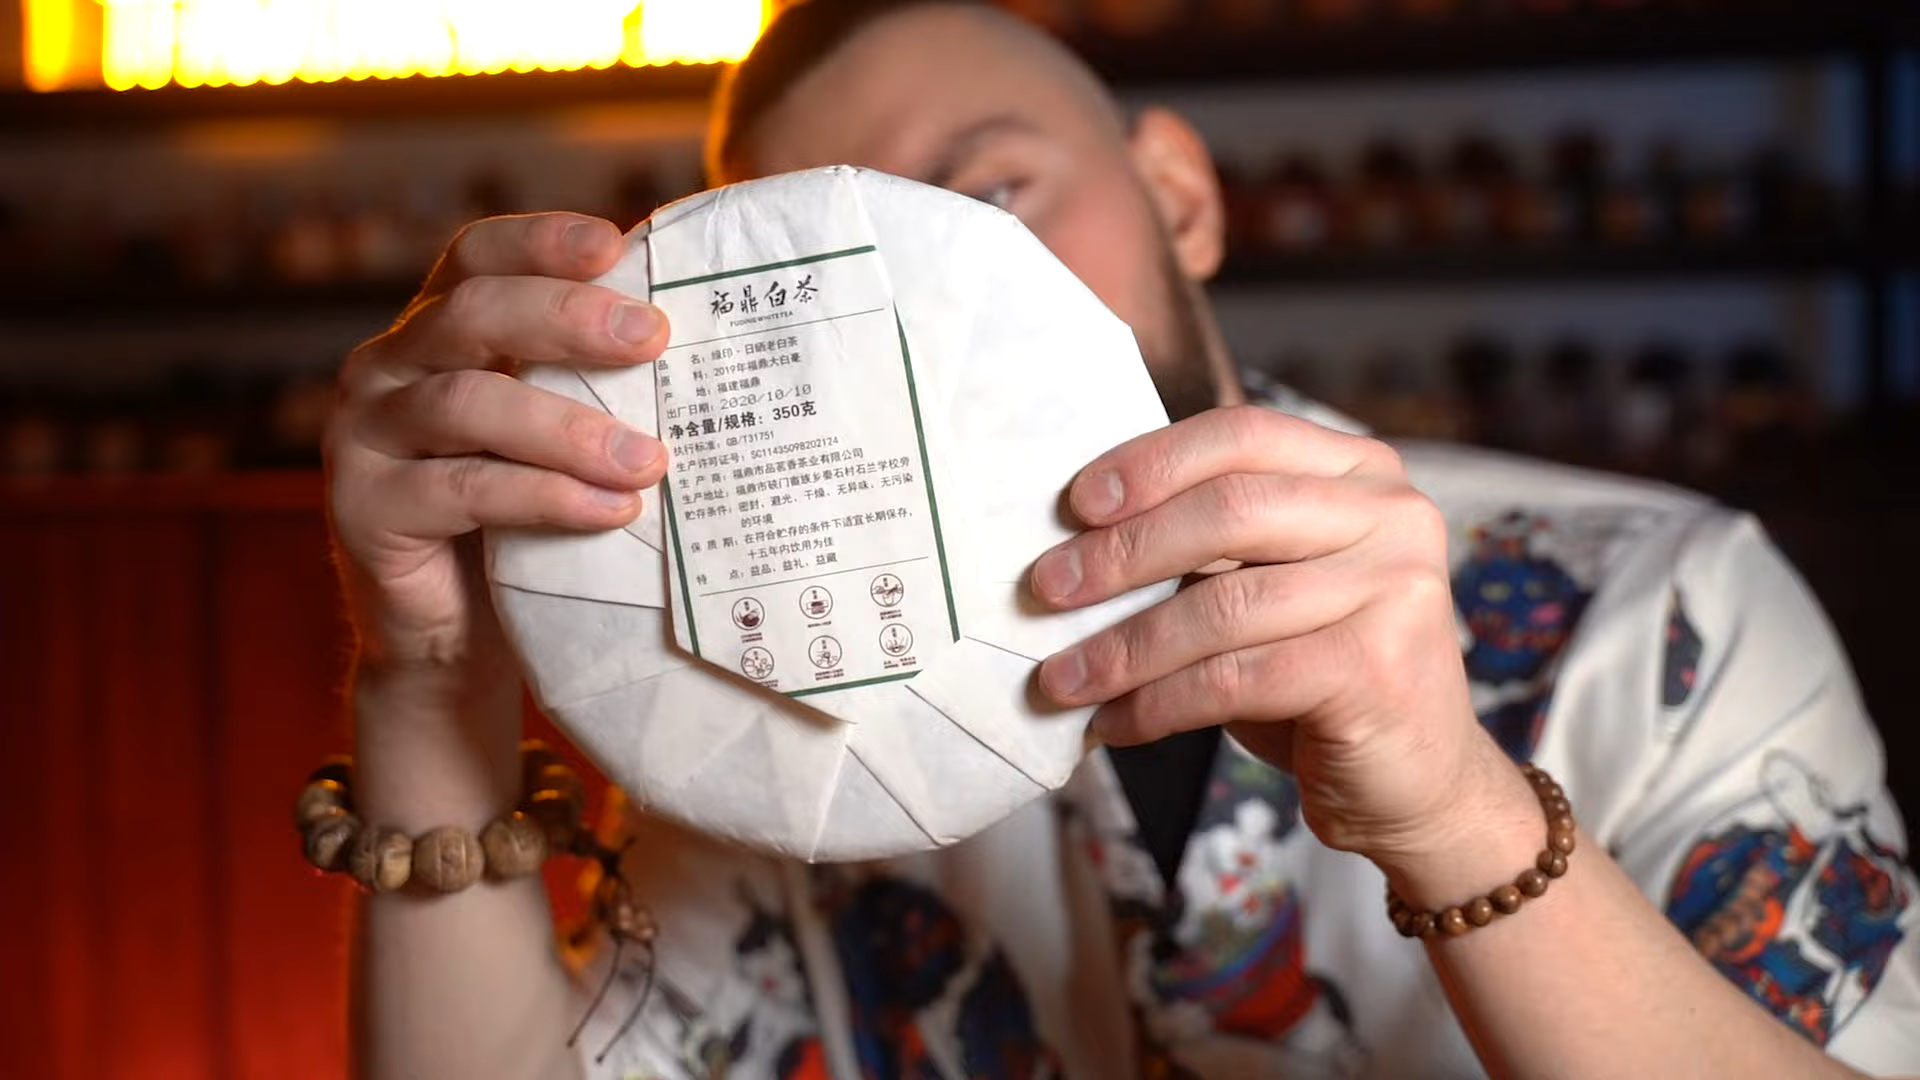 福鼎白茶
FUDING WHITE TEA
品 名：绿印·日晒老白茶
原 料：2019年福鼎大白毫
产 地：福建福鼎
出厂日期：2020/10/10
净含量/规格：350克
执行标准：GB/T31751
生产许可证号：SC11435098202124
生 产 商：福鼎市品茗香茶业有限公司
生产地址：福鼎市硖门畲族乡秦石村石兰学校旁
贮存条件：密封、避光、干燥、无异味、无污染
的环境
保 质 期：在符合贮存的条件下适宜长期保存，
十五年内饮用为佳
特 点：益品、益礼、益藏